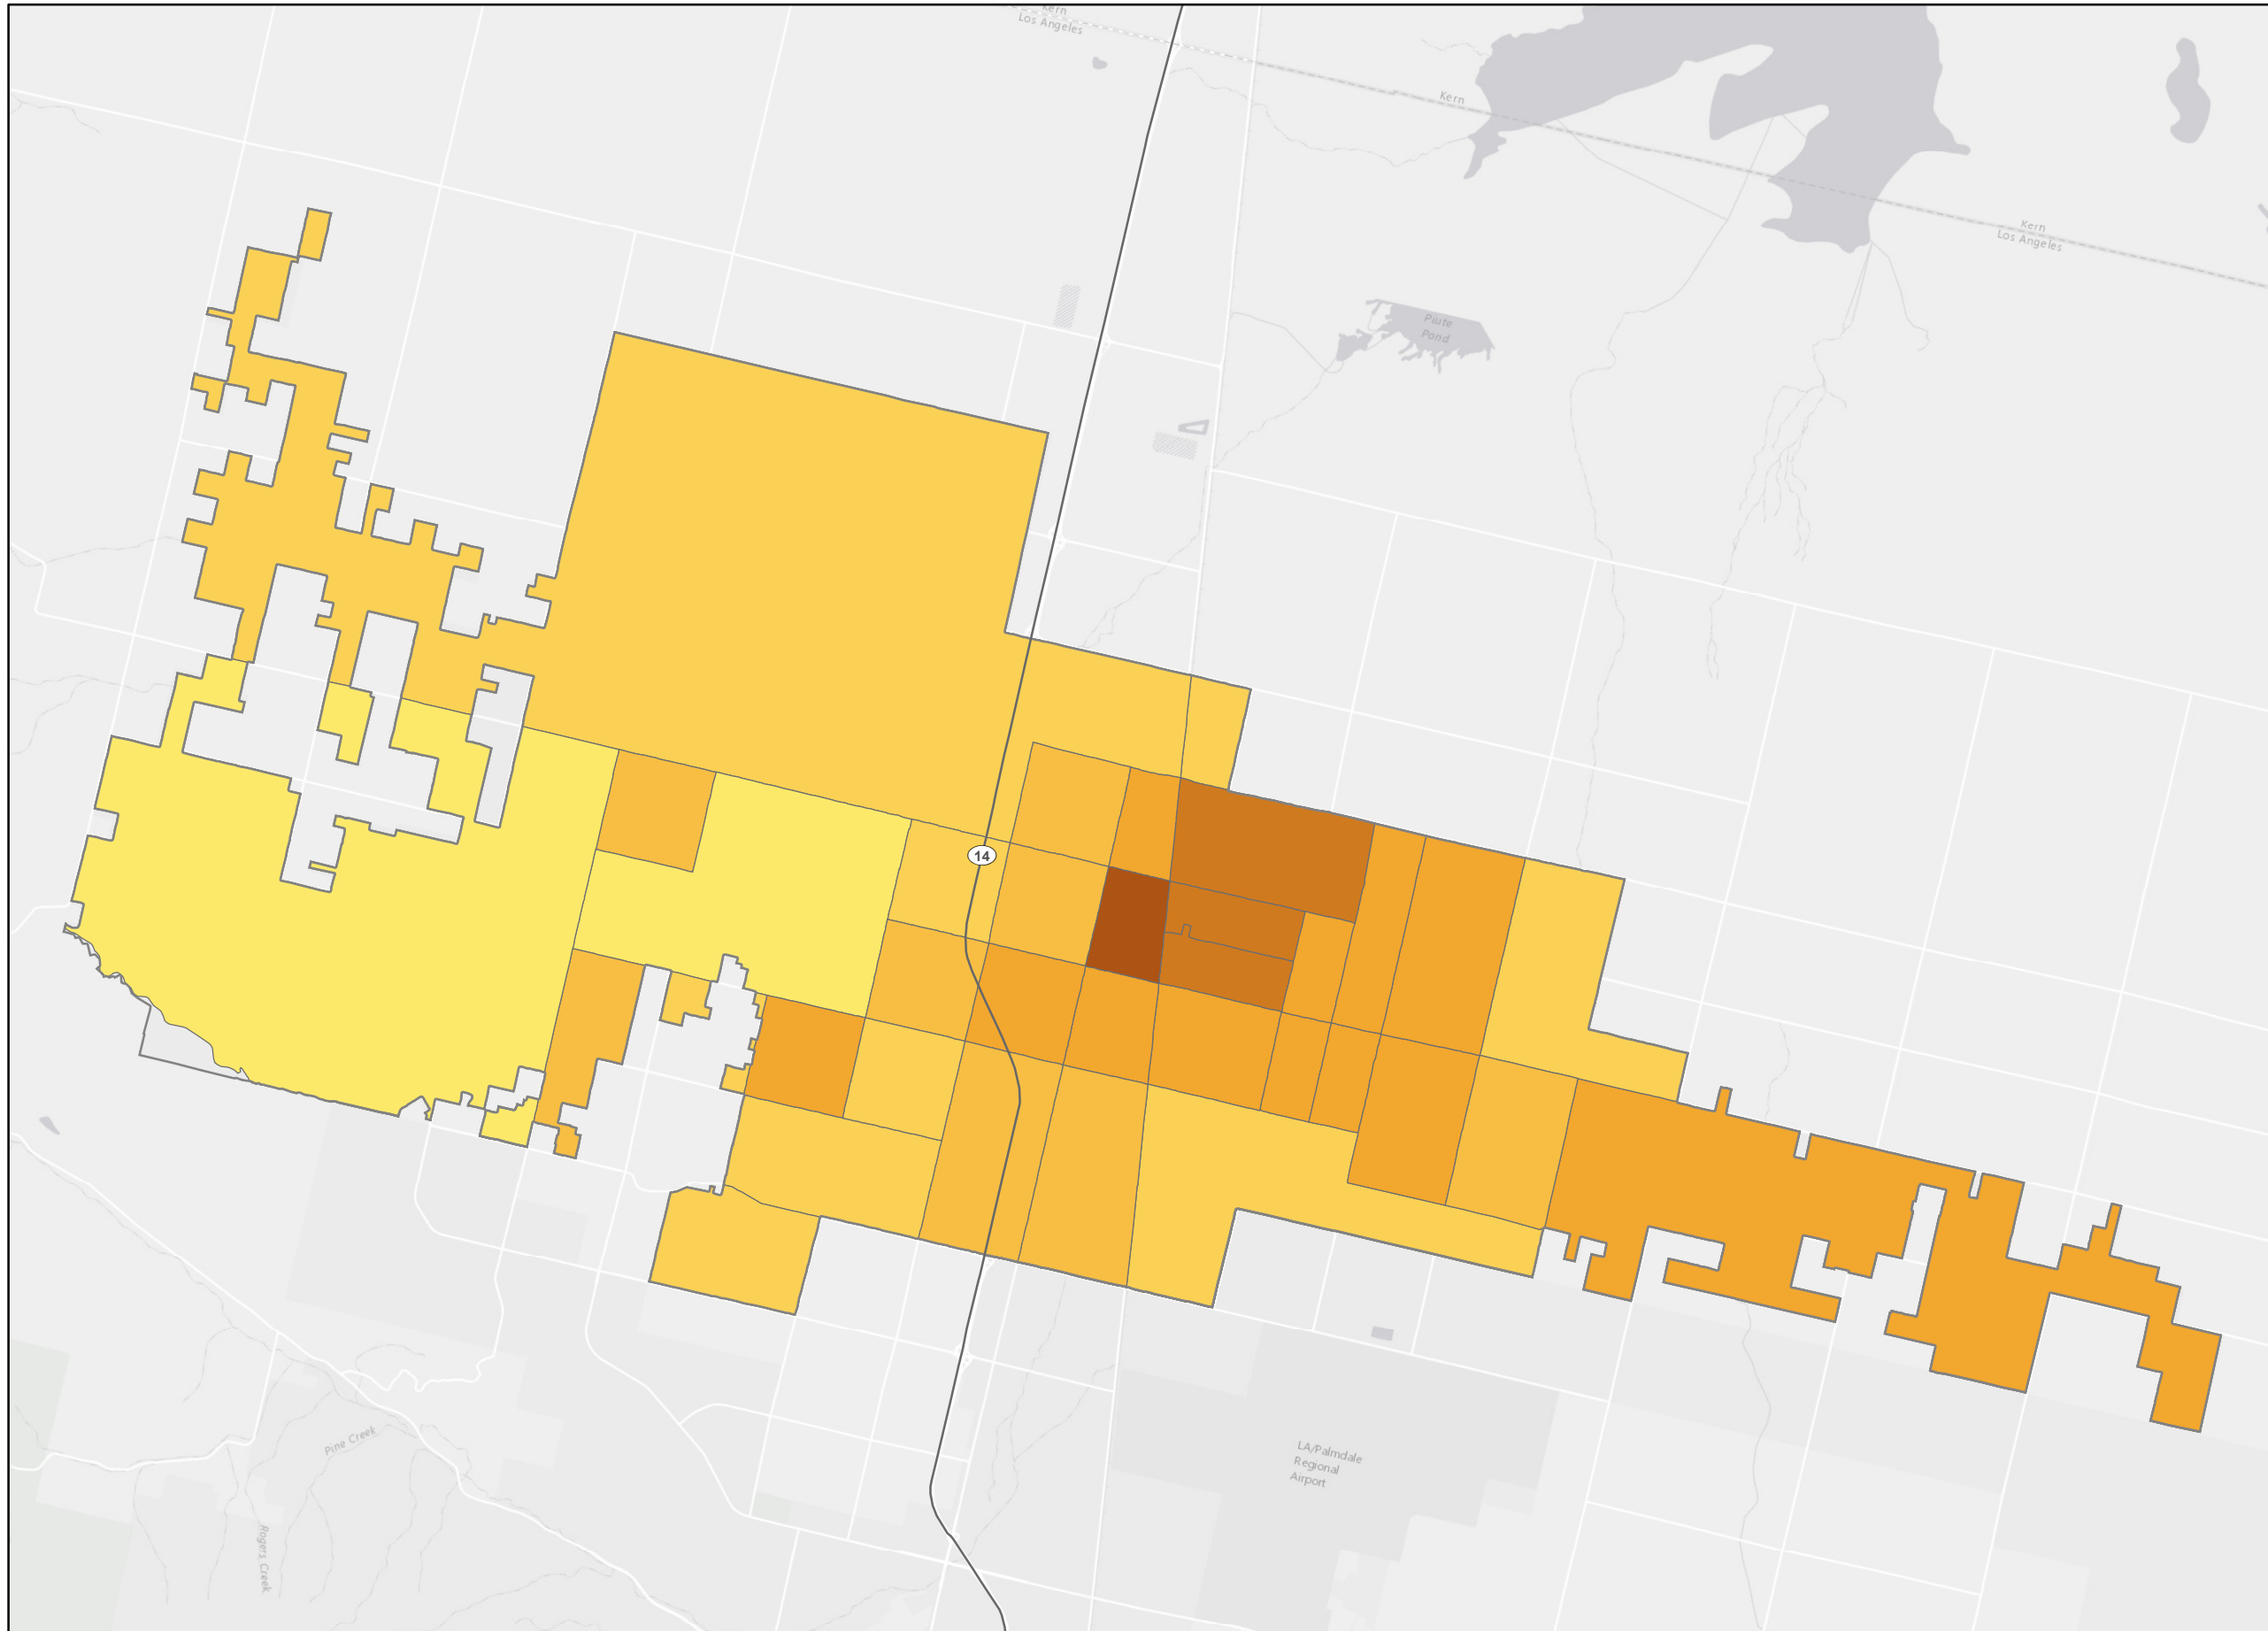 Kern
Los Angeles
Kern
Kern
Los Angeles
Piute
Pond
14
LA/Palmdale
Regional
Airport
Pine Creek
Rogers Creek